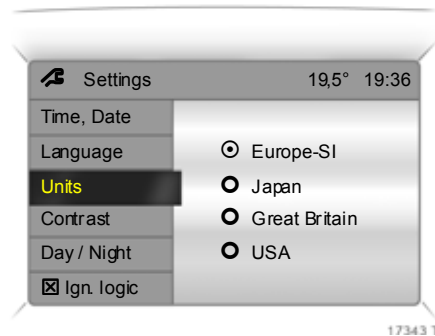 Settings 19,5° 19:36
Time, Date
Language
Units
Contrast
Day / Night
Ign. logic
Europe-SI
Japan
Great Britain
USA
17343 T